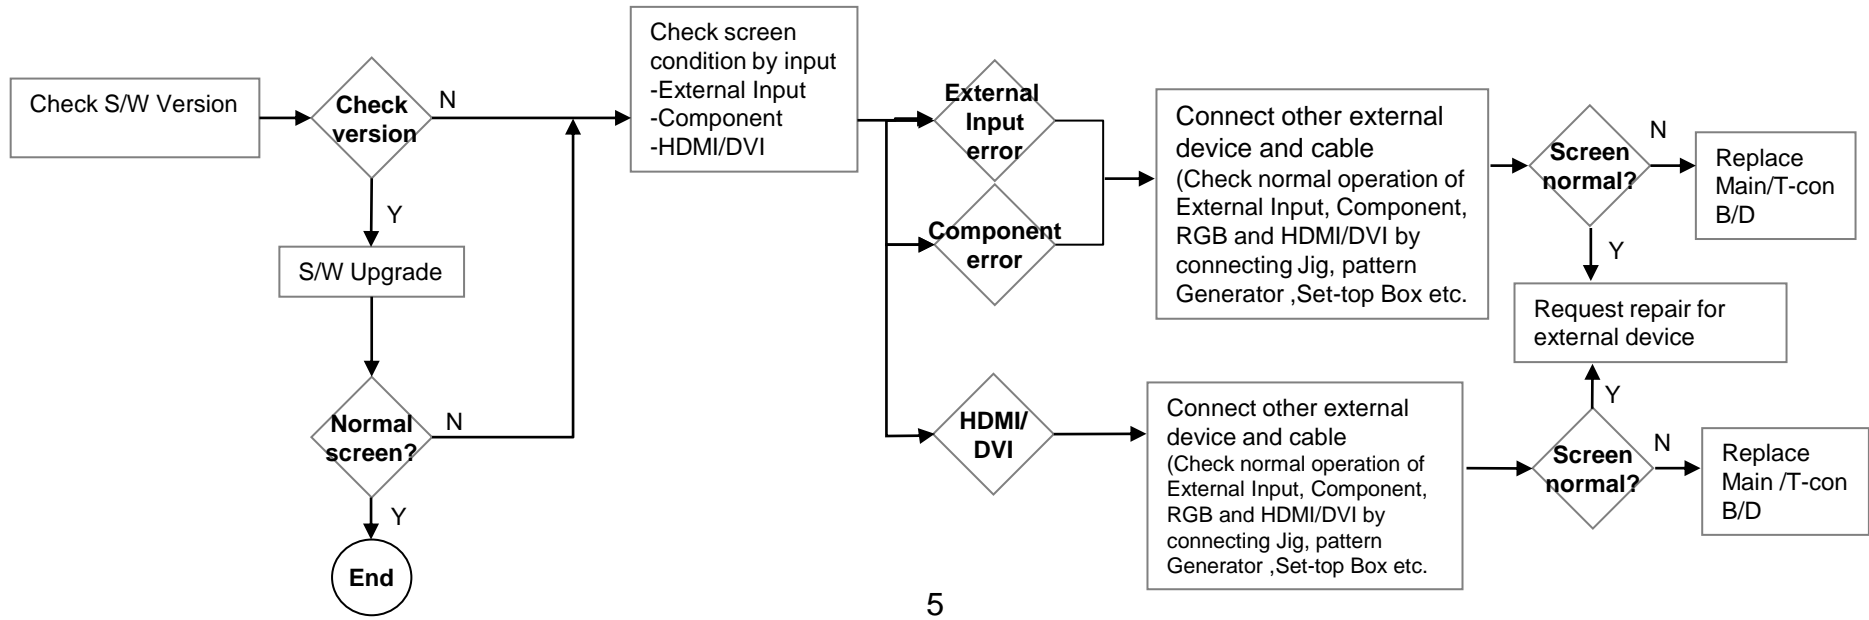 Check S/W Version
Check
version
N
Y
S/W Upgrade
Normal
screen?
N
Y
End
Check screen
condition by input
-External Input
-Component
-HDMI/DVI
External
Input
error
Component
error
HDMI/
DVI
Connect other external
device and cable
(Check normal operation of
External Input, Component,
RGB and HDMI/DVI by
connecting Jig, pattern
Generator ,Set-top Box etc.
Screen
normal?
N
Replace
Main/T-con
B/D
Y
Request repair for
external device
Connect other external
device and cable
(Check normal operation of
External Input, Component,
RGB and HDMI/DVI by
connecting Jig, pattern
Generator ,Set-top Box etc.
Y
Screen
normal?
N
Replace
Main /T-con
B/D
5